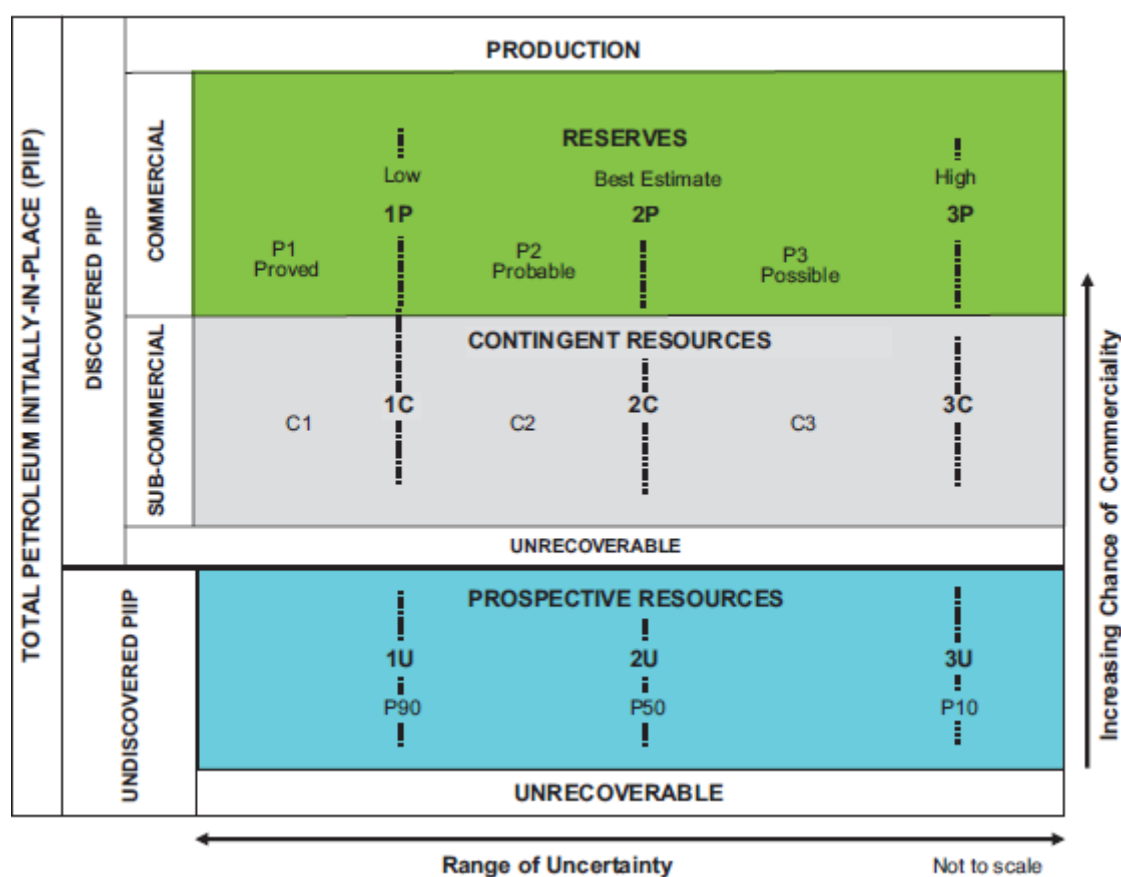 TOTAL PETROLEUM INITIALLY-IN-PLACE (PIIP)
DISCOVERED PIIP
COMMERCIAL
PRODUCTION
RESERVES
Low
Best Estimate
High
1P
2P
3P
P1
Proved
P2
Probable
P3
Possible
SUB-COMMERCIAL
CONTINGENT RESOURCES
1C
2C
3C
C1
C2
C3
UNRECOVERABLE
UNDISCOVERED PIIP
PROSPECTIVE RESOURCES
1U
2U
3U
P90
P50
P10
UNRECOVERABLE
Increasing Chance of Commerciality
Range of Uncertainty
Not to scale